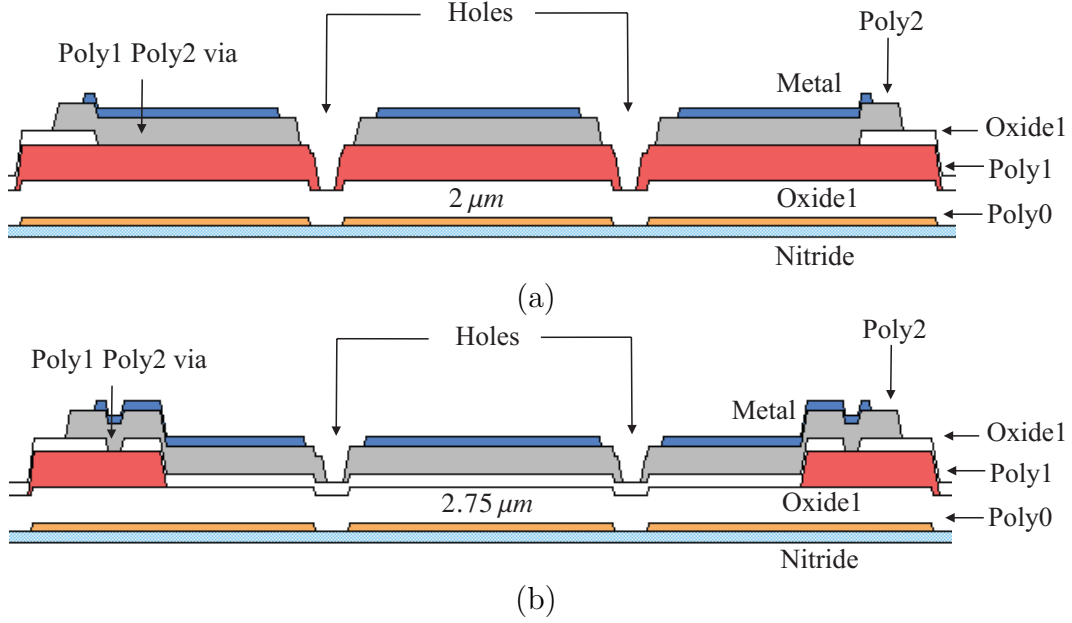 Holes
Poly2
Poly1 Poly2 via
Metal
Oxide1
Poly1
2 μm
Oxide1
Poly0
Nitride
(a)
Holes
Poly2
Poly1 Poly2 via
Metal
Oxide1
Poly1
2.75 μm
Oxide1
Poly0
Nitride
(b)